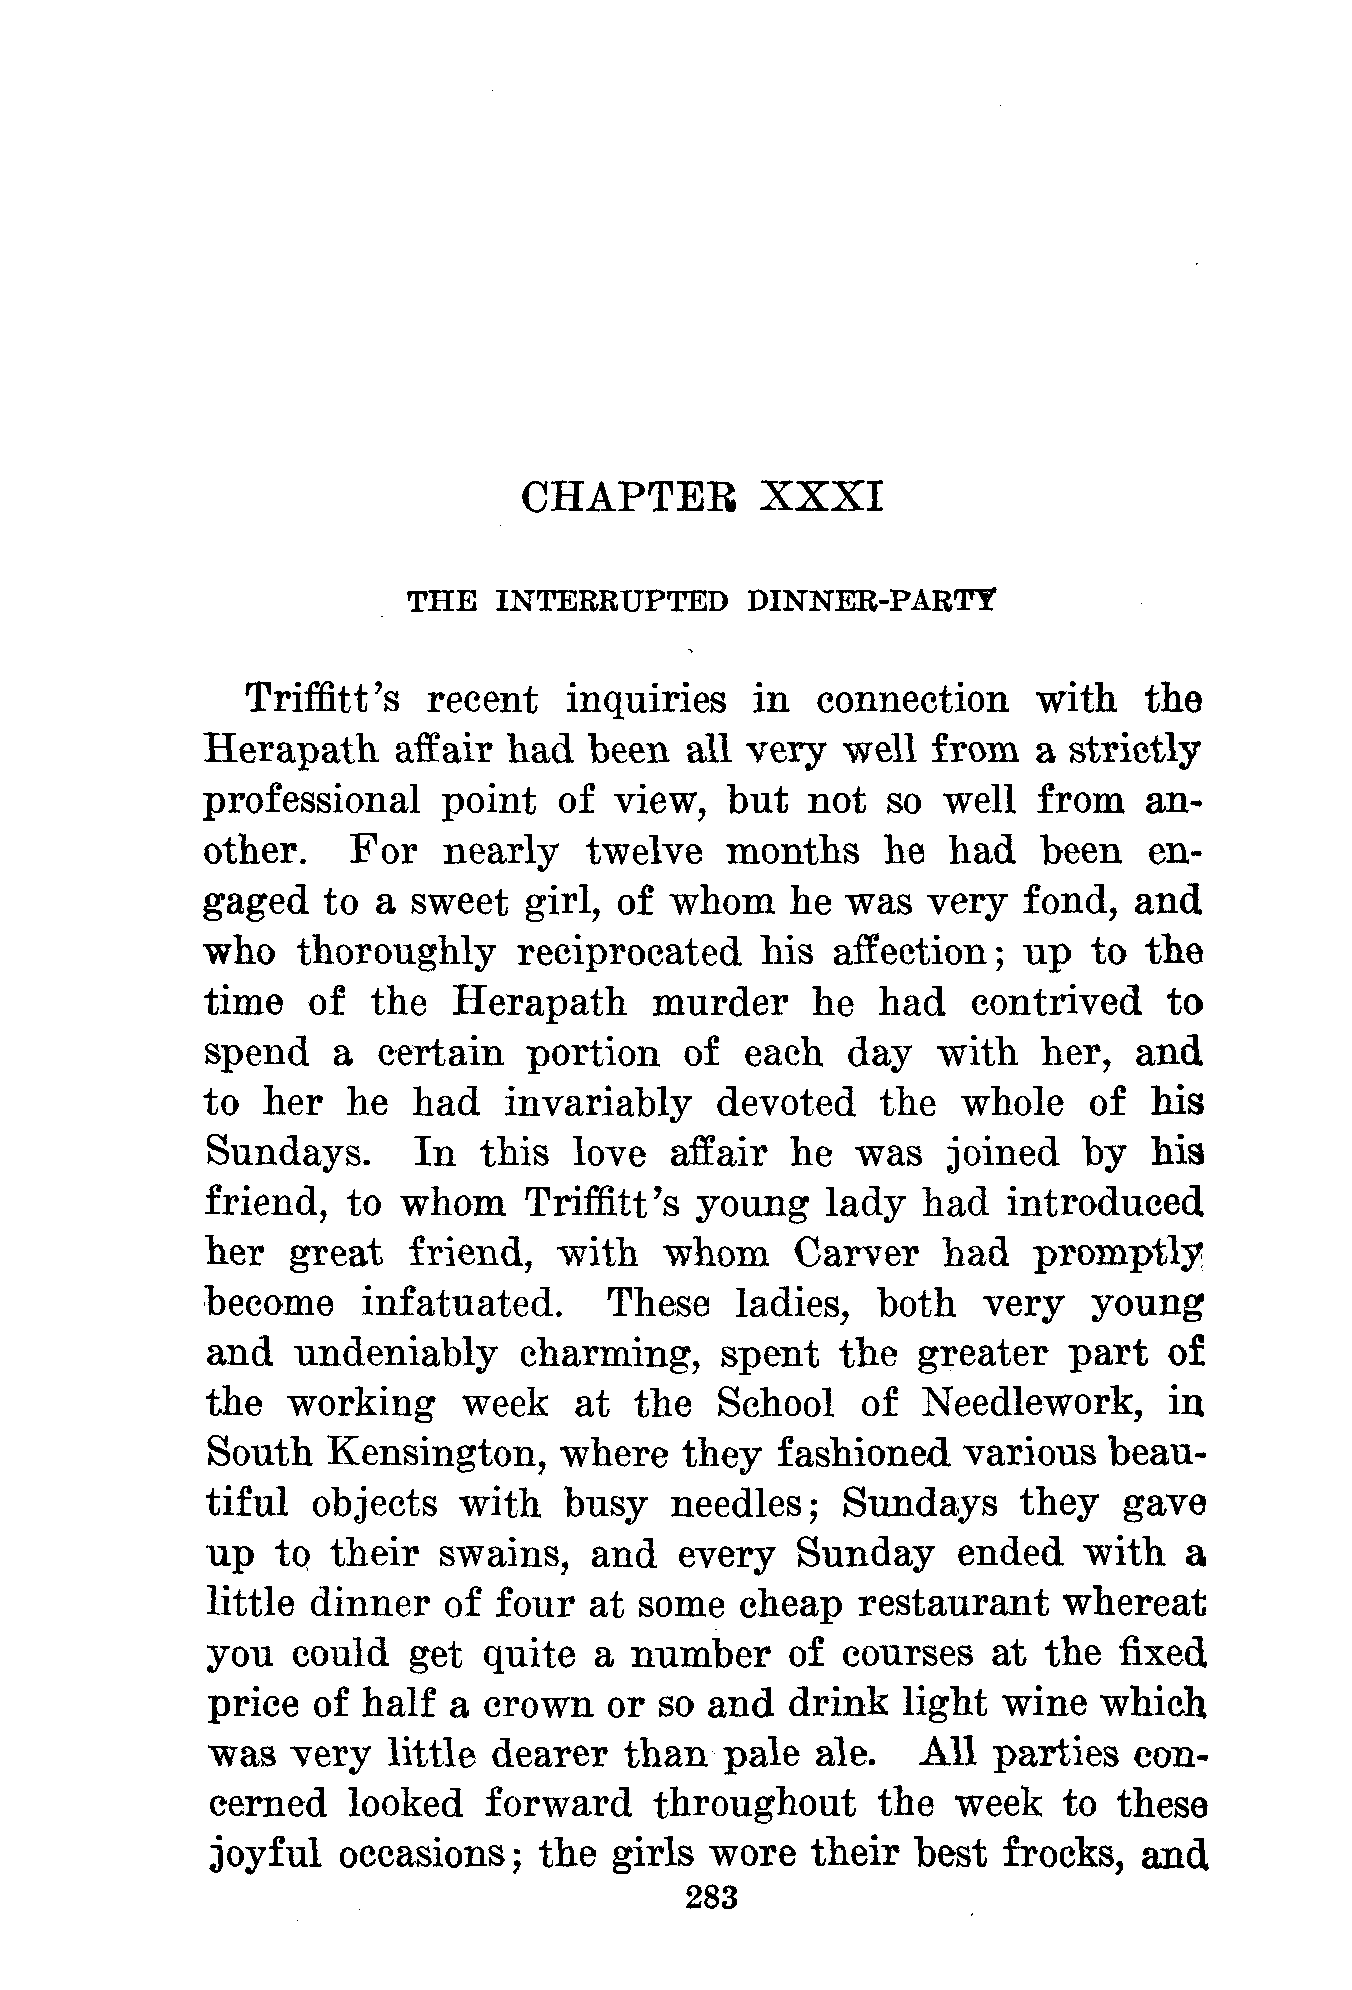 CHAPTER XXXI
THE INTERRUPTED DINNER-PARTY
Triffitt's recent inquiries in connection with the
Herapath affair had been all very well from a strictly
professional point of view, but not so well from an-
other. For nearly twelve months he had been en-
gaged to a sweet girl, of whom he was very fond, and
who thoroughly reciprocated his affection; up to the
time of the Herapath murder he had contrived to
spend a certain portion of each day with her, and
to her he had invariably devoted the whole of his
Sundays. In this love affair he was joined by his
friend, to whom Triffitt's young lady had introduced
her great friend, with whom Carver had promptly
become infatuated. These ladies, both very young
and undeniably charming, spent the greater part of
the working week at the School of Needlework, in
South Kensington, where they fashioned various beau-
tiful objects with busy needles; Sundays they gave
up to their swains, and every Sunday ended with a
little dinner of four at some cheap restaurant whereat
you could get quite a number of courses at the fixed
price of half a crown or so and drink light wine which
was very little dearer than pale ale. All parties con-
cerned looked forward throughout the week to these
joyful occasions; the girls wore their best frocks, and
283